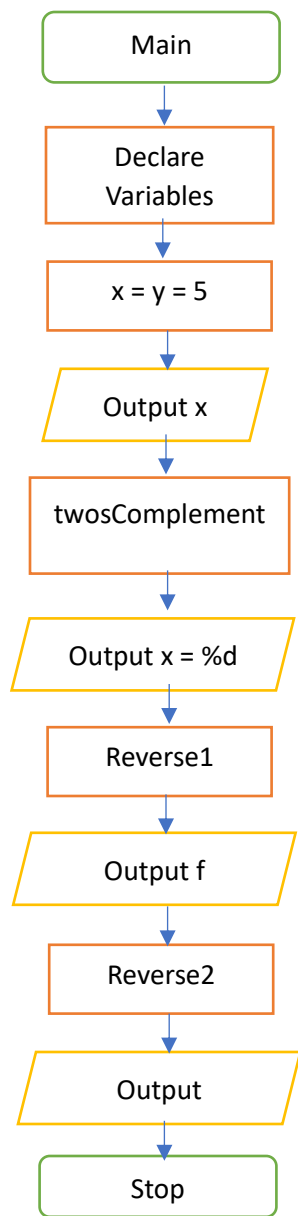 Main
Declare
Variables
x = y = 5
Output x
twosComplement
Output x = %d
Reverse1
Output f
Reverse2
Output
Stop